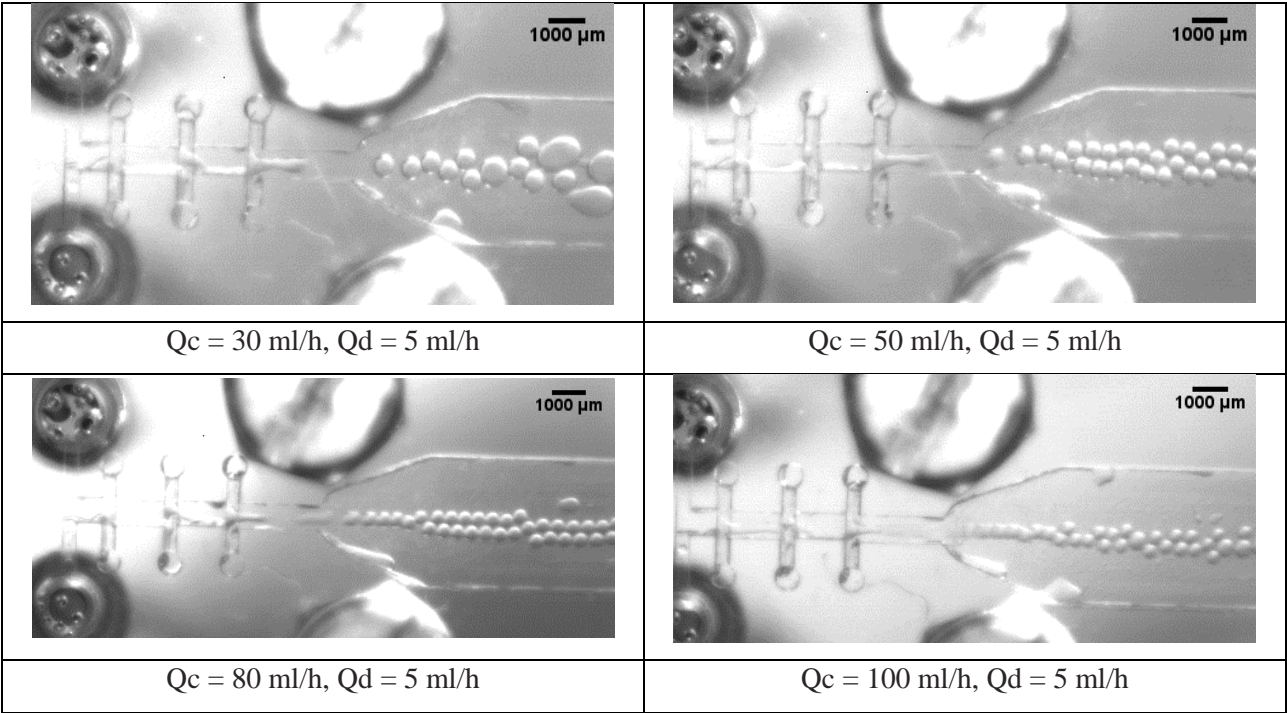 1000 µm
1000 µm
Qc = 30 ml/h, Qd = 5 ml/h
Qc = 50 ml/h, Qd = 5 ml/h
1000 µm
1000 µm
Qc = 80 ml/h, Qd = 5 ml/h
Qc = 100 ml/h, Qd = 5 ml/h